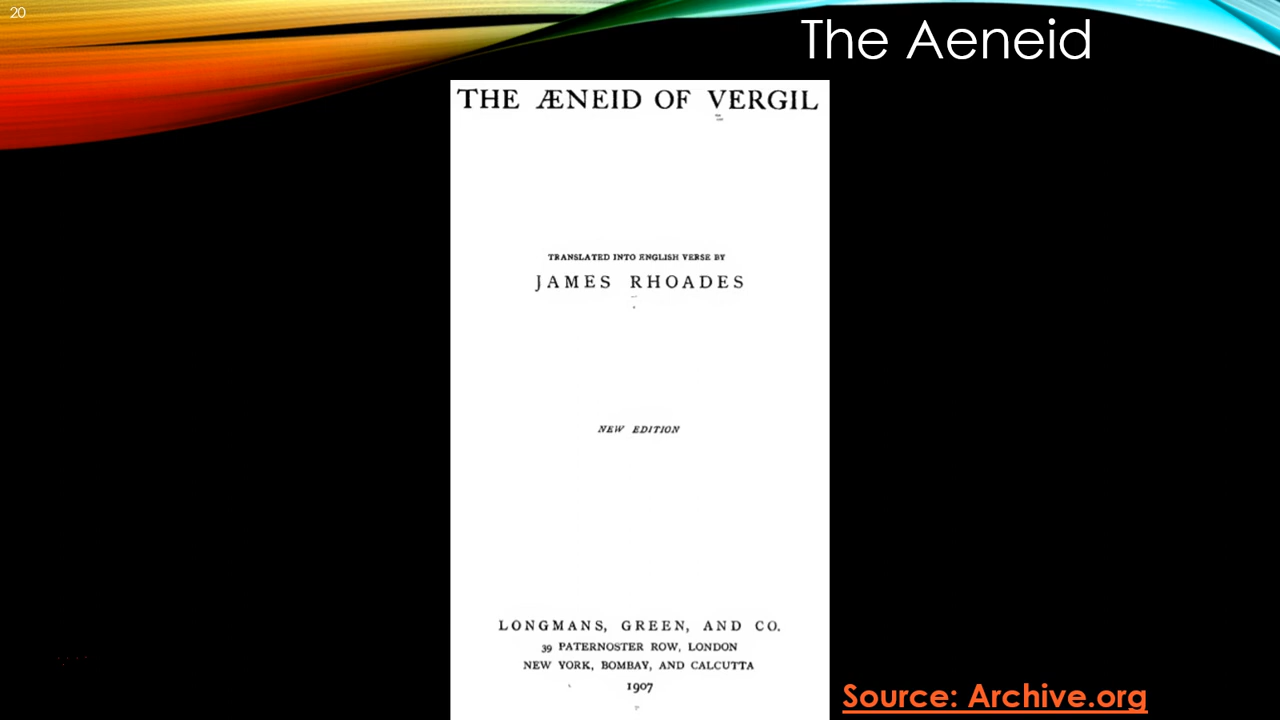 20
The Aeneid
THE ÆNEID OF VERGIL
TRANSLATED INTO ENGLISH VERSE BY
JAMES RHOADES
NEW EDITION
LONGMANS, GREEN, AND CO.
39 PATERNOSTER ROW, LONDON
NEW YORK, BOMBAY, AND CALCUTTA
1907
Source: Archive.org